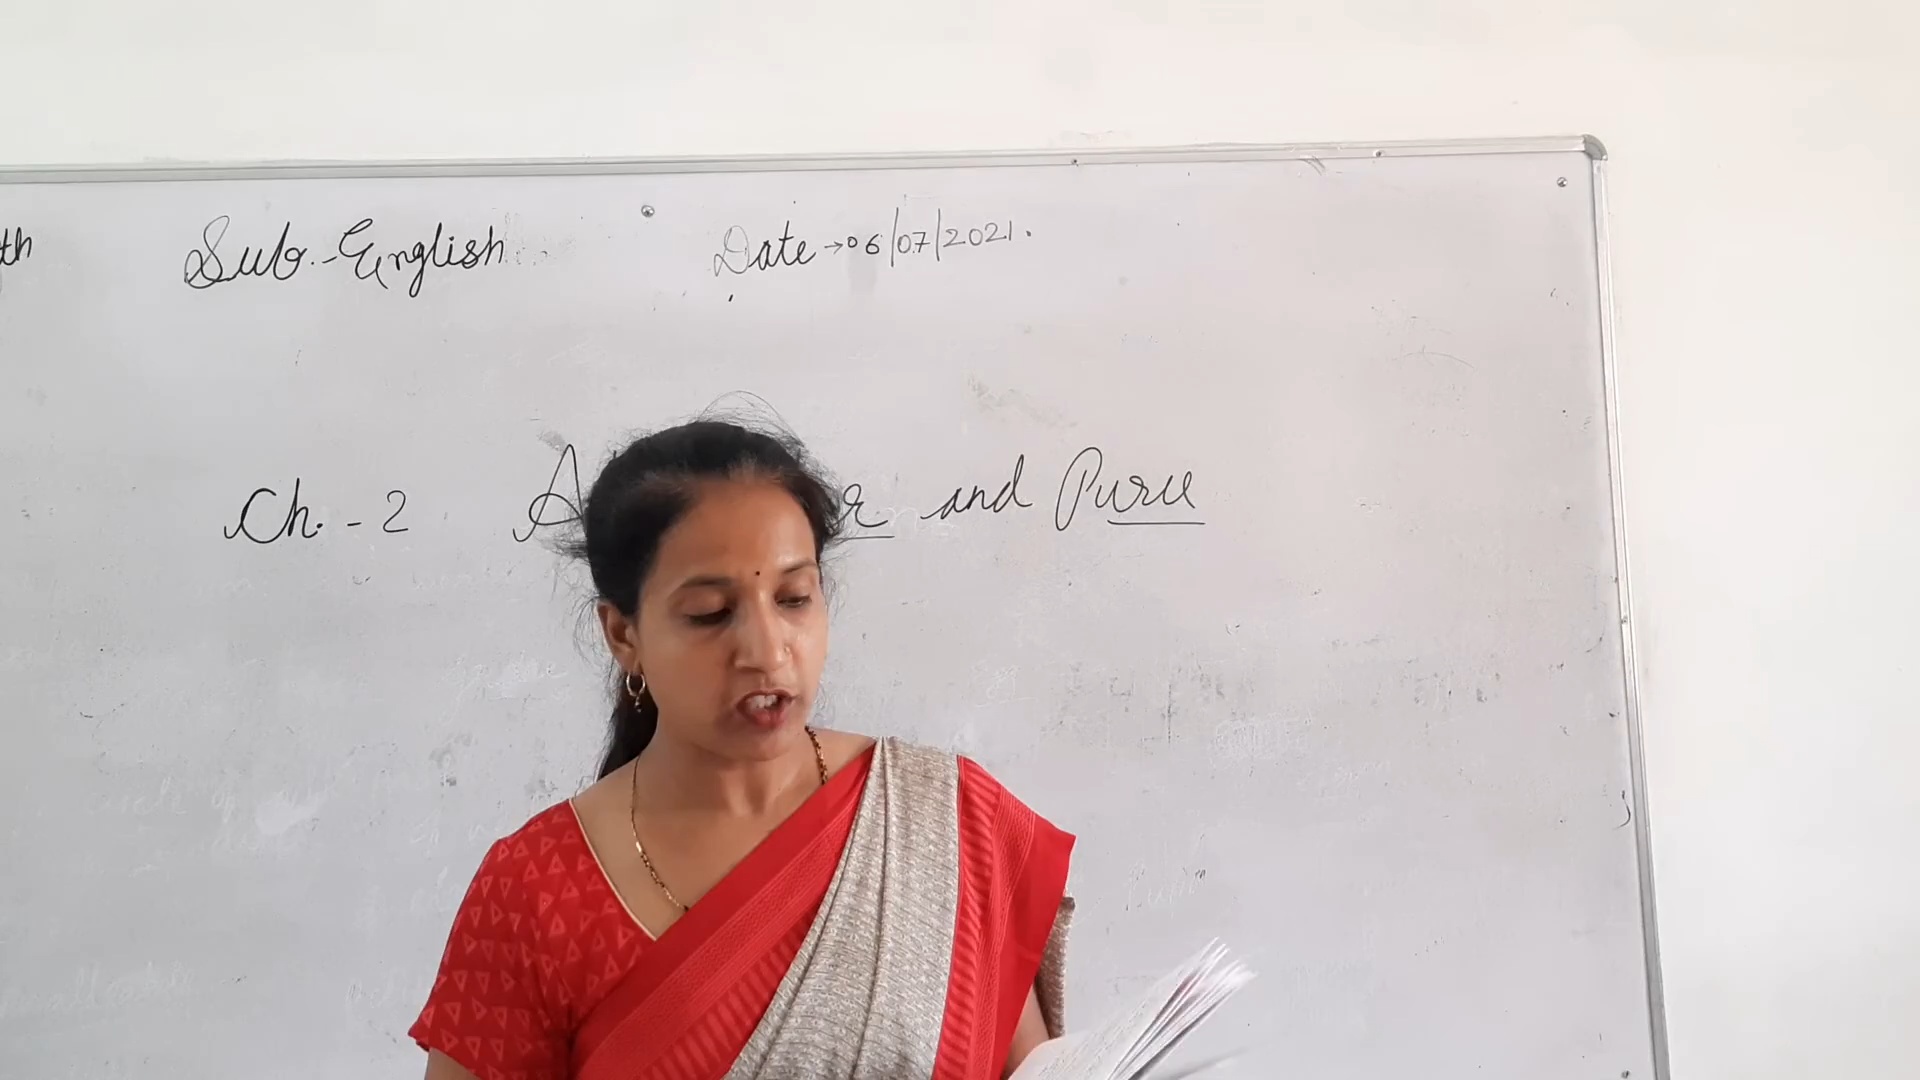 th Sub.-English Date→06/07/2021.
Ch.-2 and Puru